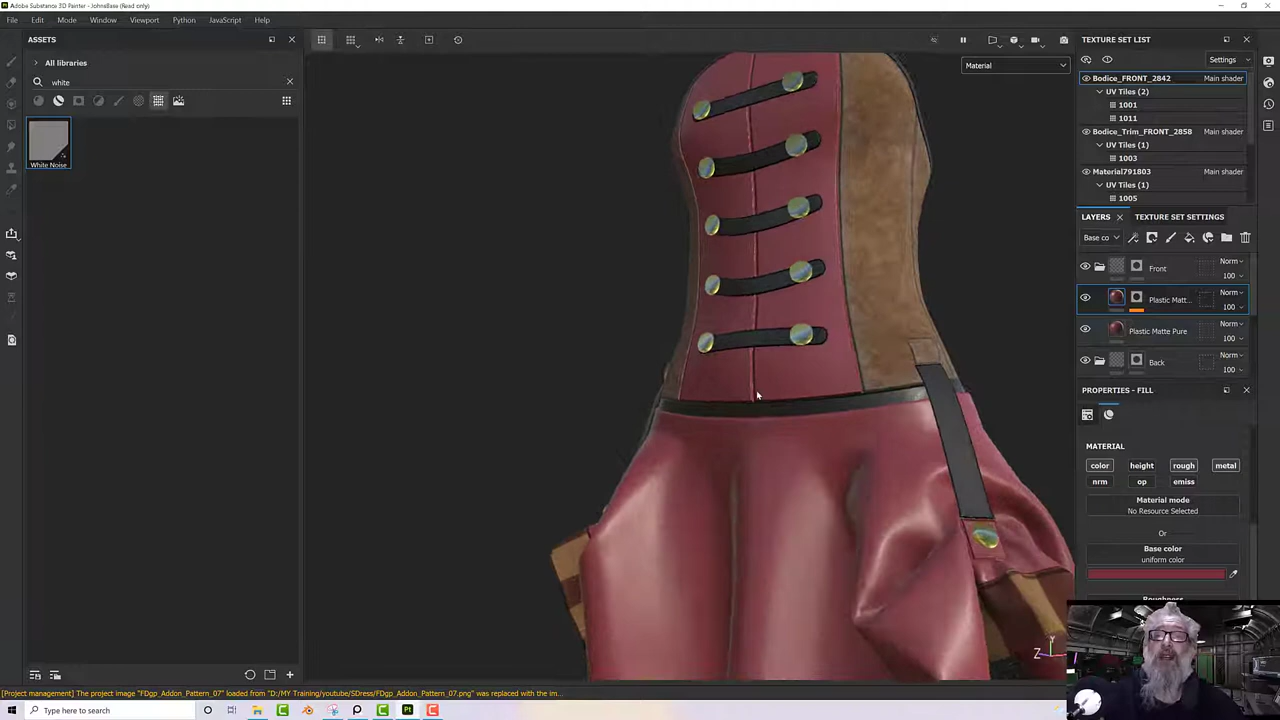 Adobe Substance 3D Painter - JohnsBase (Read only)
File Edit Mode Window Viewport Python JavaScript Help
ASSETS
All libraries
white
White Noise
Material
TEXTURE SET LIST
Settings
Bodice_FRONT_2842 Main shader
UV Tiles (2)
1001
1011
Bodice_Trim_FRONT_2858 Main shader
UV Tiles (1)
1003
Material791803 Main shader
UV Tiles (1)
1005
LAYERS TEXTURE SET SETTINGS
Base co
Front Norm
100
Plastic Matt... Norm
100
Plastic Matte Pure Norm
100
Back Norm
100
PROPERTIES - FILL
MATERIAL
color height rough metal
nrm op emiss
Material mode
No Resource Selected
Or
Base color
uniform color
Roughness
Y
Z
[Project management] The project image "FDgp_Addon_Pattern_07" loaded from "D:/MY Training/youtube/SDress/FDgp_Addon_Pattern_07.png" was replaced with the im...
Type here to search